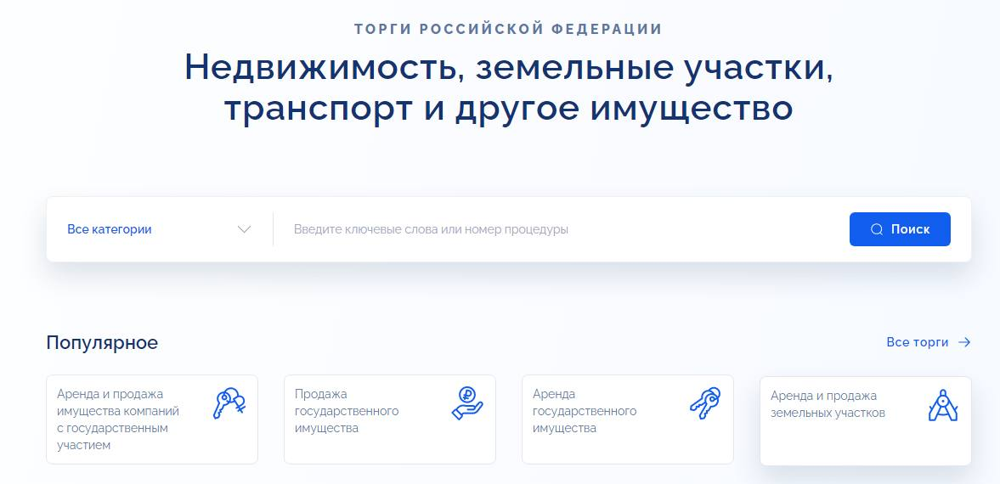 ТОРГИ РОССИЙСКОЙ ФЕДЕРАЦИИ
Недвижимость, земельные участки,
транспорт и другое имущество
Все категории
Введите ключевые слова или номер процедуры
Поиск
Популярное
Все торги
Аренда и продажа
имущества компаний
с государственным
участием
Продажа
государственного
имущества
Аренда
государственного
имущества
Аренда и продажа
земельных участков